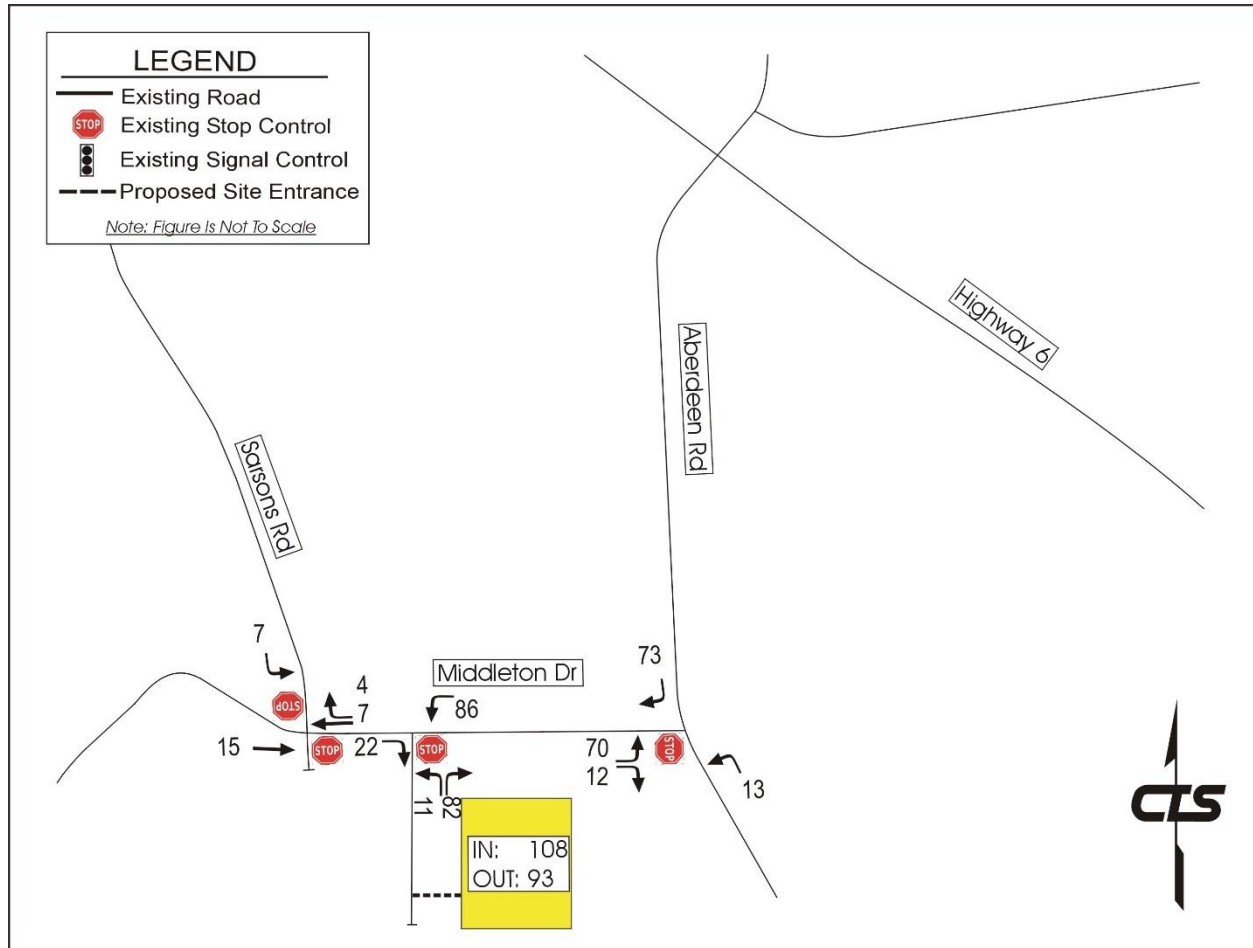 LEGEND
Existing Road
STOP
Existing Stop Control
Existing Signal Control
Proposed Site Entrance
Note: Figure Is Not To Scale
Highway 6
Aberdeen Rd
Sarsons Rd
7
STOP
4
7
Middleton Dr
86
73
15
STOP
22
STOP
70
12
STOP
13
11
82
IN: 108
OUT: 93
CTS